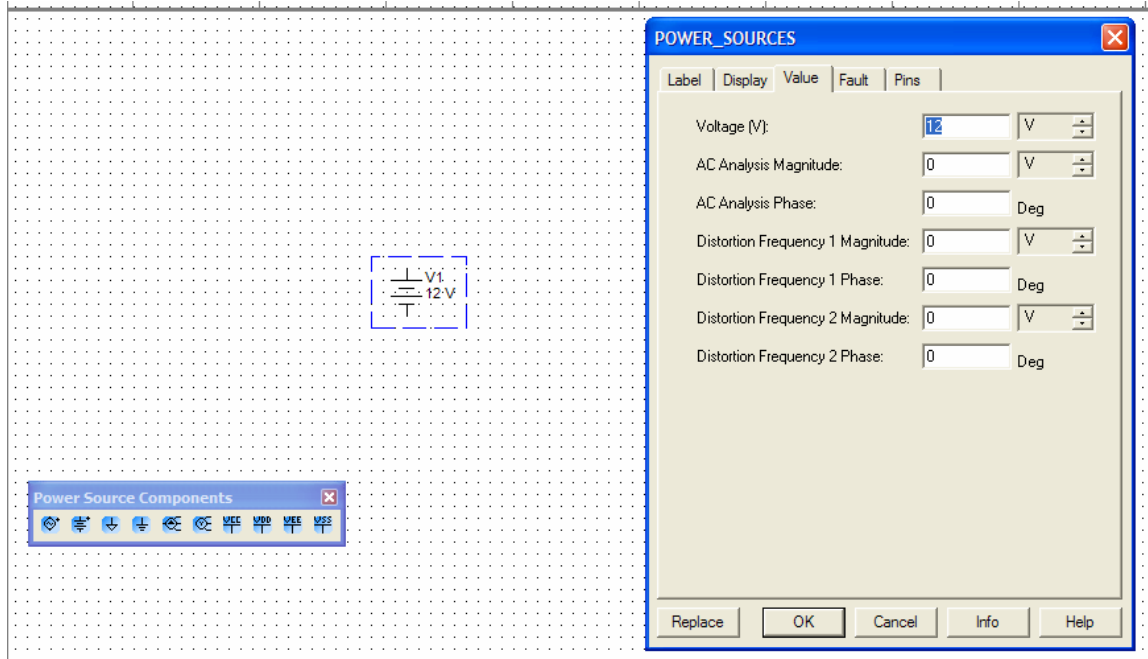 POWER_SOURCES
Label Display Value Fault Pins
Voltage (V): 12 V
AC Analysis Magnitude: 0 V
AC Analysis Phase: 0 Deg
Distortion Frequency 1 Magnitude: 0 V
Distortion Frequency 1 Phase: 0 Deg
Distortion Frequency 2 Magnitude: 0 V
Distortion Frequency 2 Phase: 0 Deg
Replace OK Cancel Info Help
V1
12 V
Power Source Components
VCC VDD VEE VSS